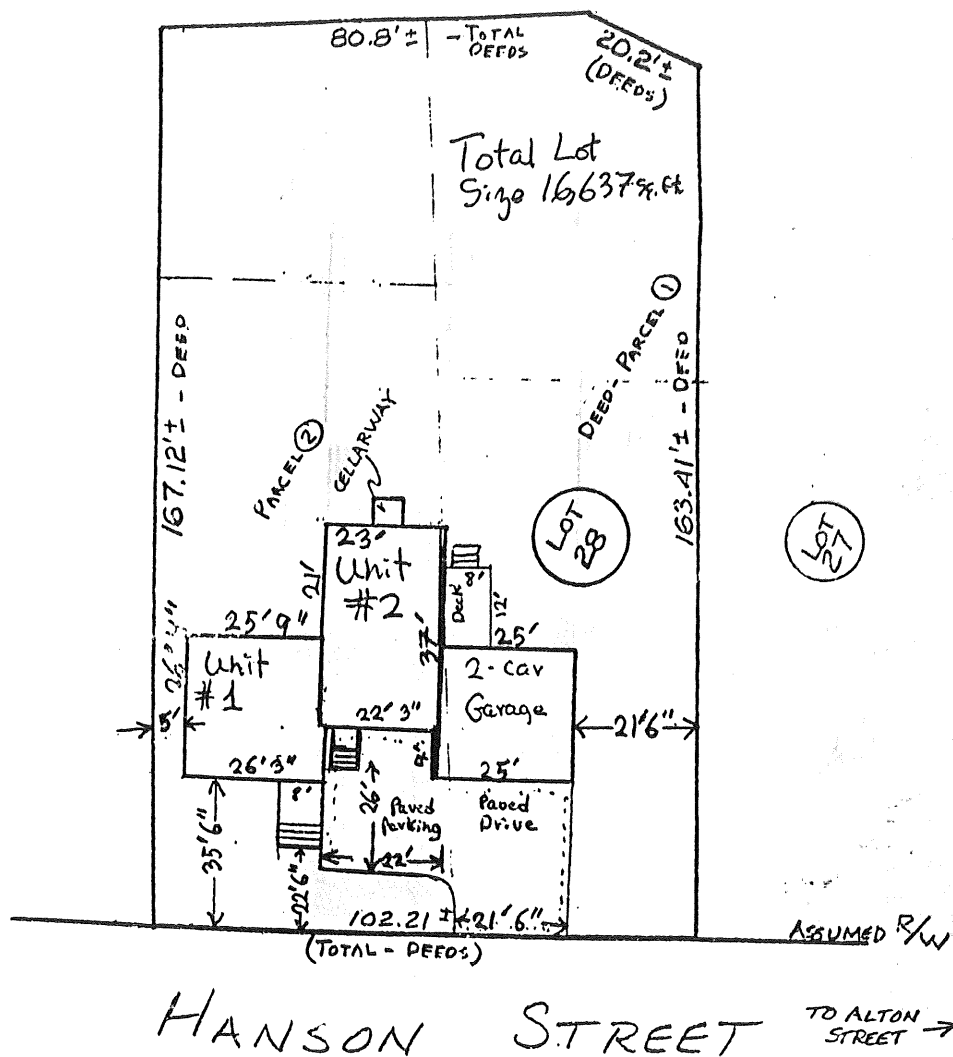 80.8'± - TOTAL
DEEDS
20.2'±
(DEEDS)
Total Lot
Size 16,637 sq. ft
167.12'± - DEED
DEED - PARCEL ①
163.41'± - DEED
PARCEL ②
CELLARWAY
LOT
28
LOT
27
23'
Unit
#2
21'
37'
Deck
8'
12'
25'
25' 9"
Unit
#1
5'
2-car
Garage
22' 3"
21'6"
26'3"
25'
8'
26'
Paved
Parking
Paved
Drive
35'6"
22'6"
22'
102.21 ±
21'6"
(TOTAL - DEEDS)
ASSUMED R/W
HANSON STREET
TO ALTON
STREET →